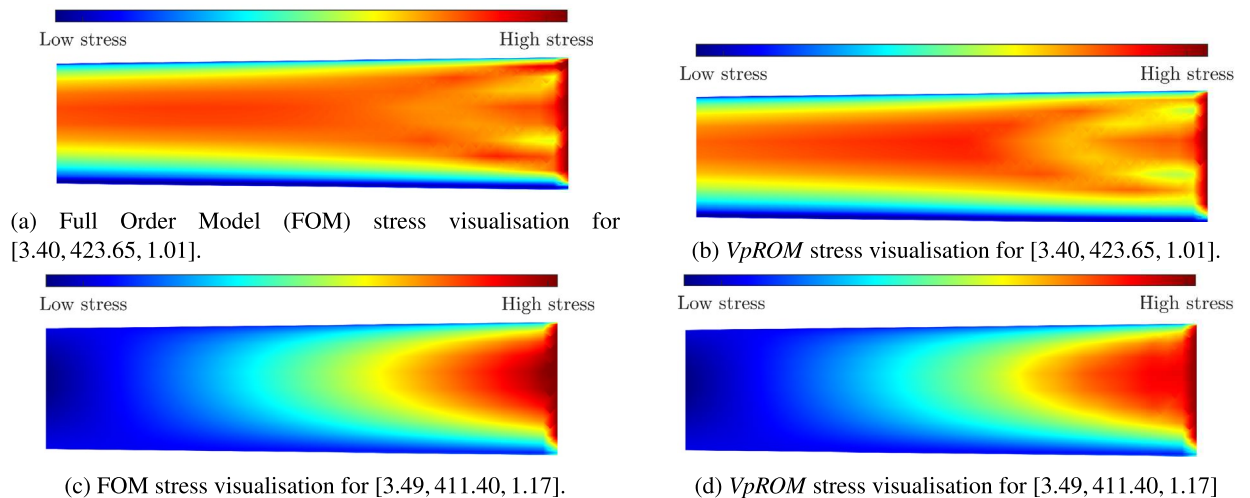 Low stress High stress
Low stress High stress
(a) Full Order Model (FOM) stress visualisation for
[3.40, 423.65, 1.01].
(b) VpROM stress visualisation for [3.40, 423.65, 1.01].
Low stress High stress
Low stress High stress
(c) FOM stress visualisation for [3.49, 411.40, 1.17].
(d) VpROM stress visualisation for [3.49, 411.40, 1.17]